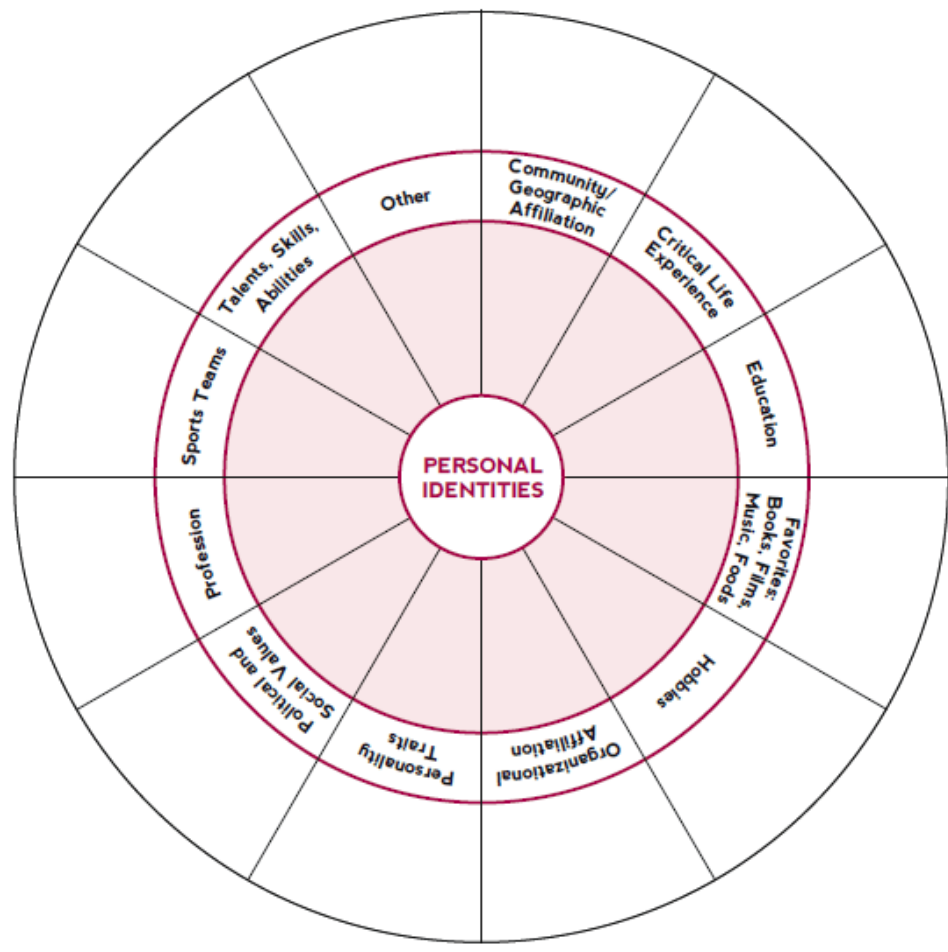 PERSONAL
IDENTITIES
Community/
Geographic
Affiliation
Critical Life
Experience
Education
Favorites:
Books, Films,
Music, Foods
Hobbies
Organizational
Affiliation
Personality
Traits
Political and
Social Values
Profession
Sports Teams
Talents, Skills,
Abilities
Other